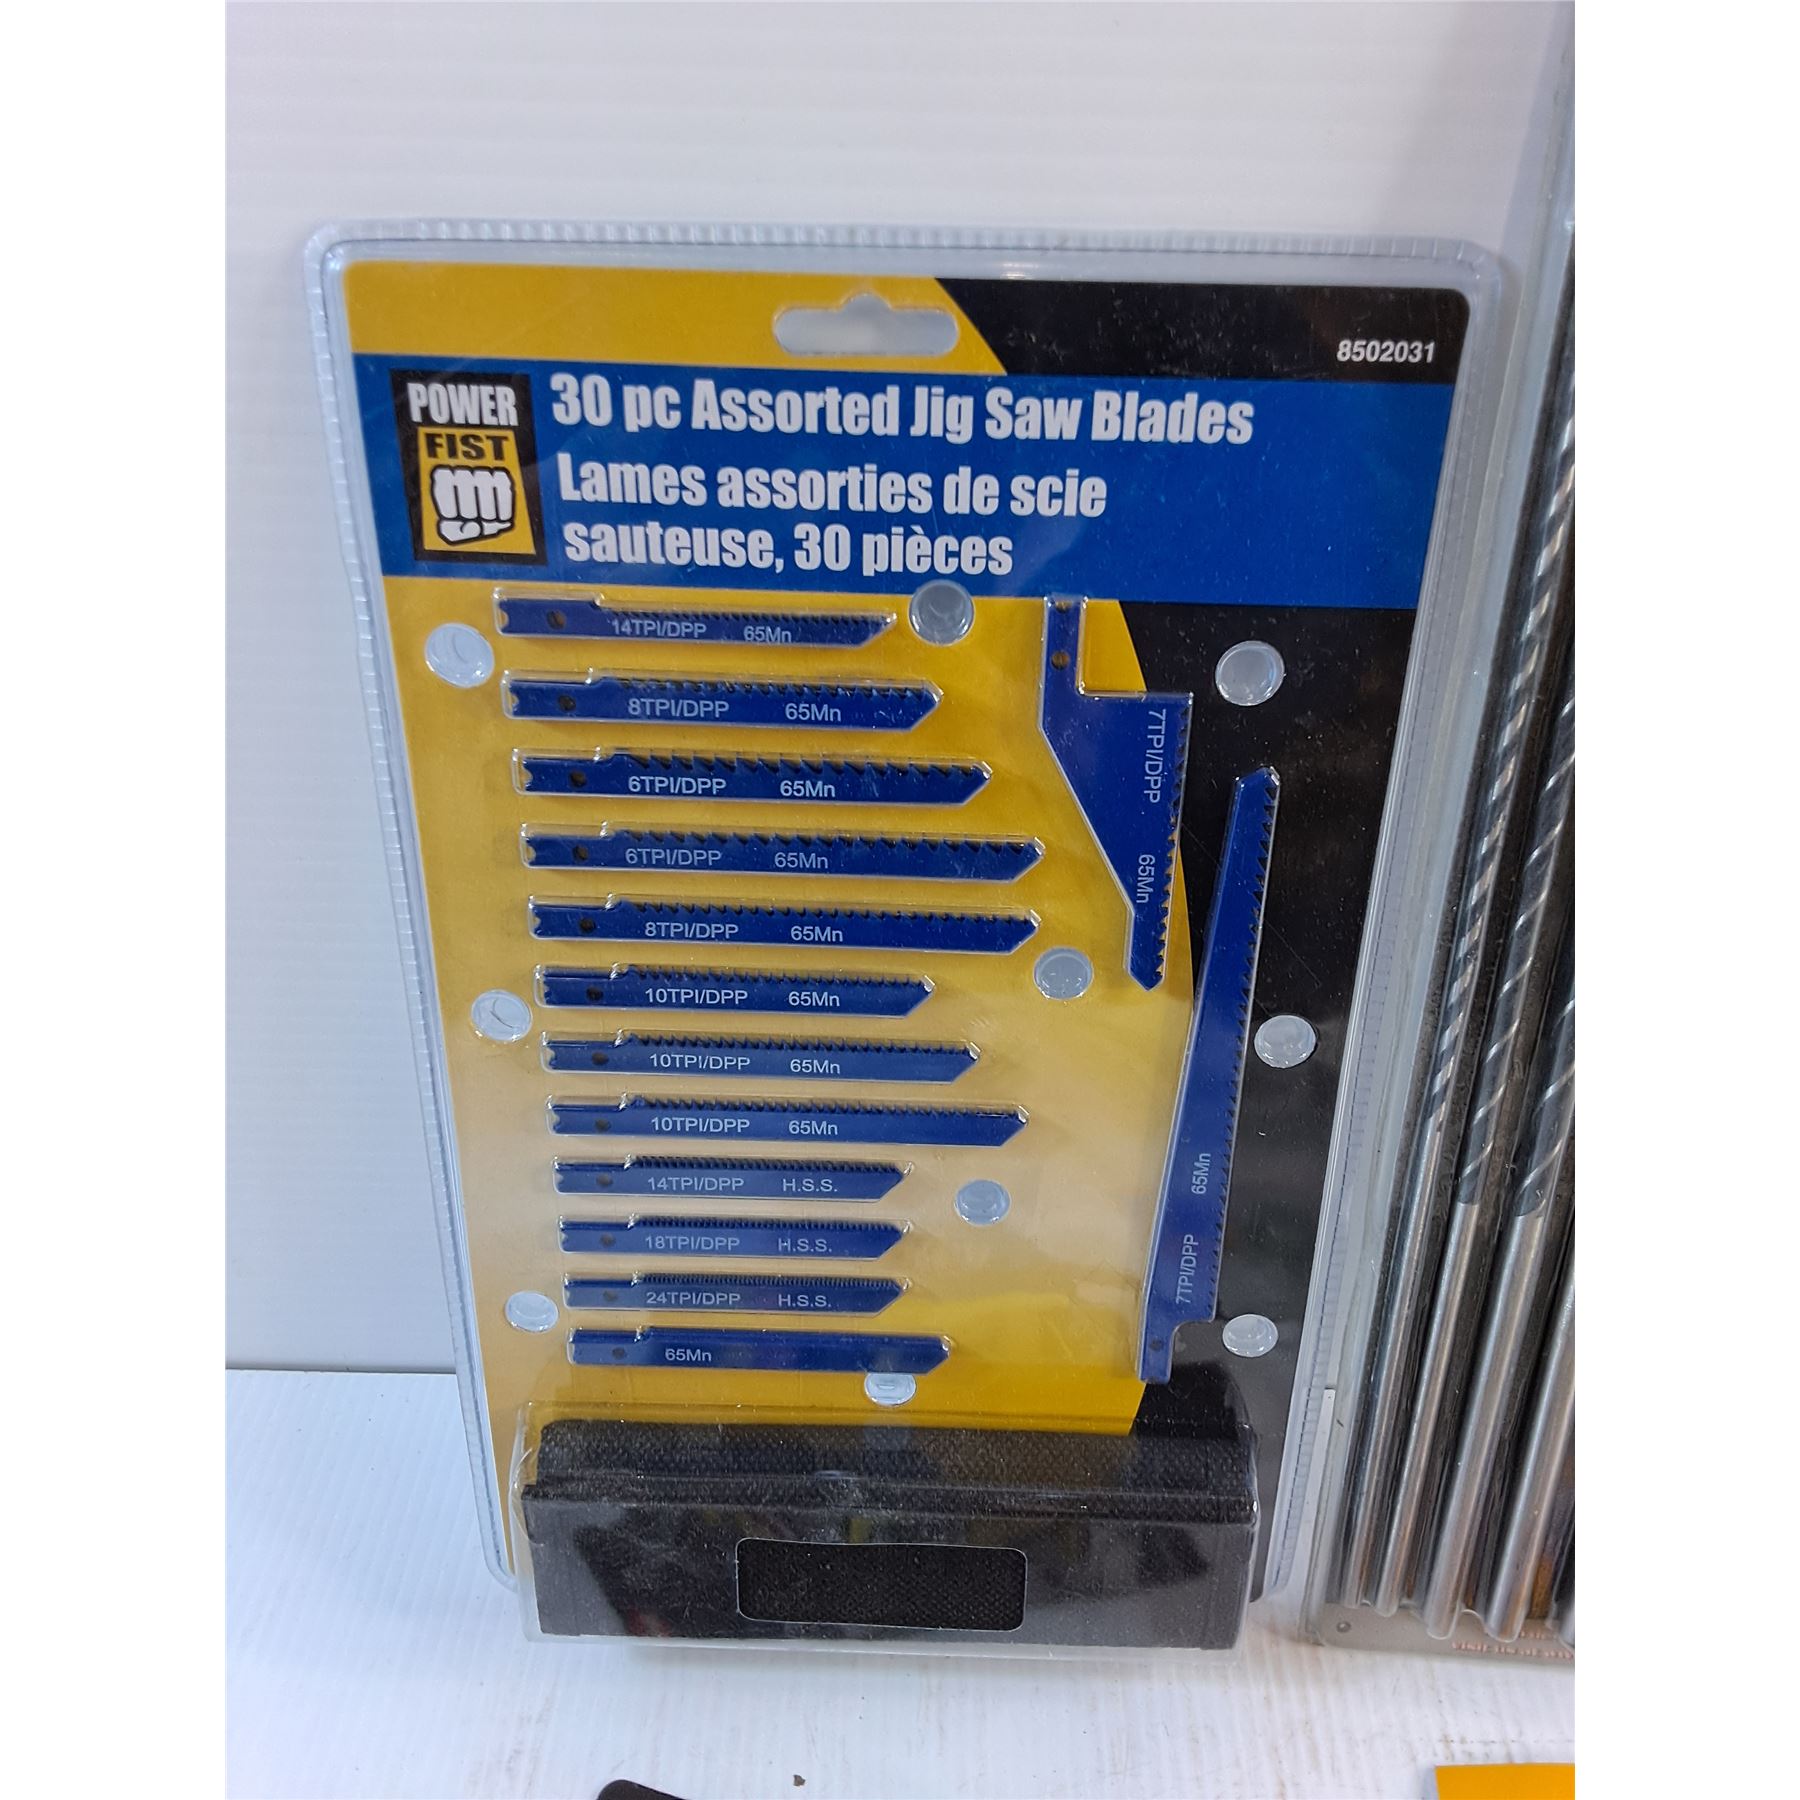 8502031
POWER
FIST
30 pc Assorted Jig Saw Blades
Lames assorties de scie
sauteuse, 30 pièces
14TPI/DPP 65Mn
8TPI/DPP 65Mn
6TPI/DPP 65Mn
6TPI/DPP 65Mn
8TPI/DPP 65Mn
10TPI/DPP 65Mn
10TPI/DPP 65Mn
10TPI/DPP 65Mn
14TPI/DPP H.S.S.
18TPI/DPP H.S.S.
24TPI/DPP H.S.S.
65Mn
7TPI/DPP 65Mn
7TPI/DPP 65Mn